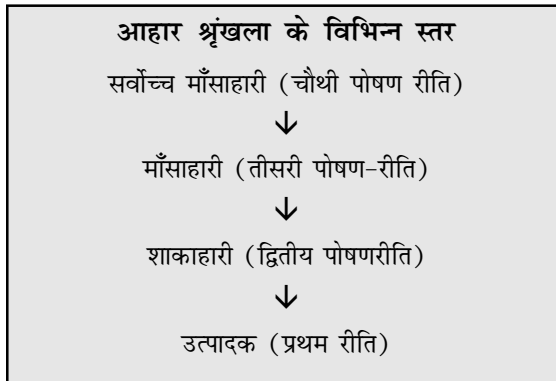 आहार श्रृंखला के विभिन्न स्तर
सर्वोच्च माँसाहारी (चौथी पोषण रीति)
↓
माँसाहारी (तीसरी पोषण-रीति)
↓
शाकाहारी (द्वितीय पोषणरीति)
↓
उत्पादक (प्रथम रीति)